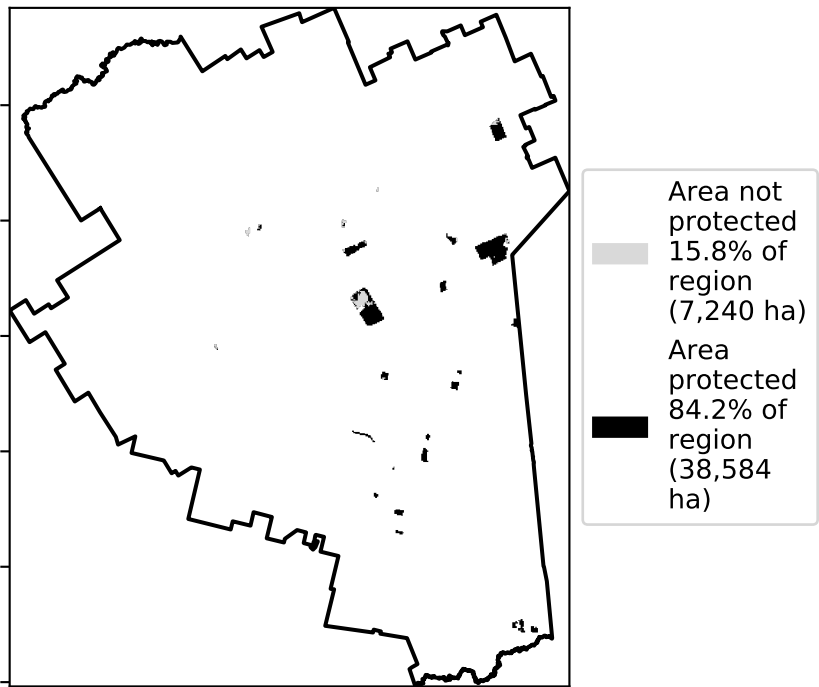 Area not
protected
15.8% of
region
(7,240 ha)
Area
protected
84.2% of
region
(38,584
ha)